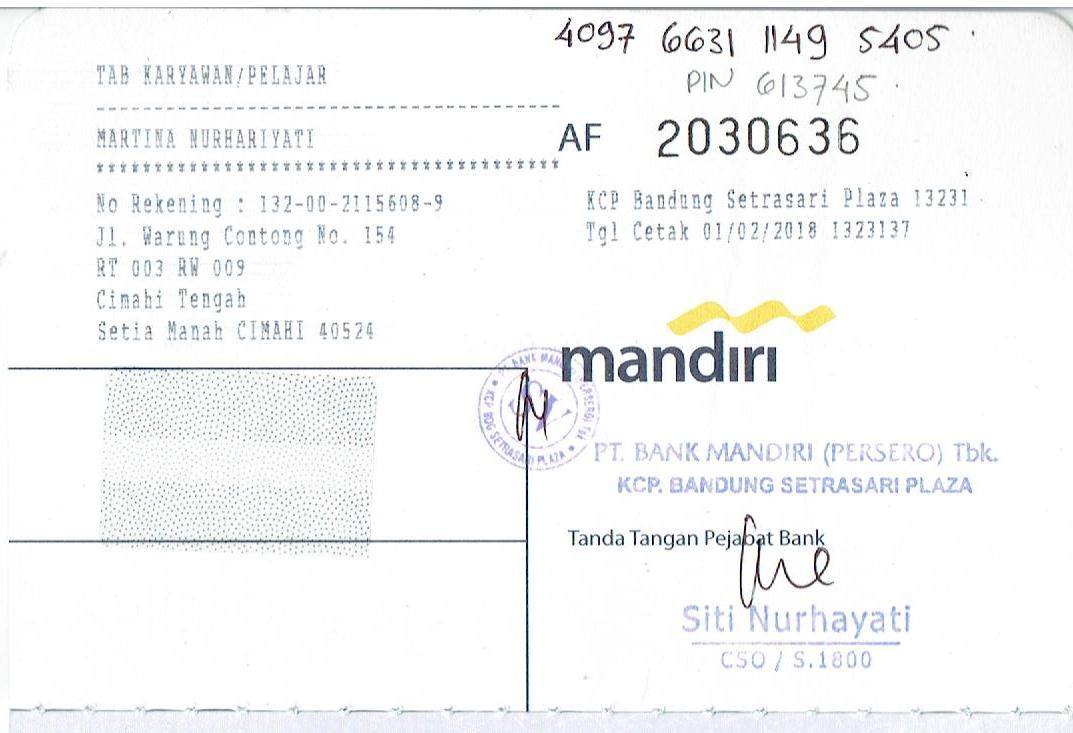 4097 6631 1149 5405
PIN 613745
TAB KARYAWAN/PELAJAR
MARTINA NURHARIYATI
AF 2030636
No Rekening : 132-00-2115608-9
Jl. Warung Contong No. 154
RT 003 RW 009
Cimahi Tengah
Setia Manah CIMAHI 40524
KCP Bandung Setrasari Plaza 13231
Tgl Cetak 01/02/2018 1323137
mandiri
KCP BDG SETRASARI PLAZA
PT. BANK MANDIRI (PERSERO) Tbk.
KCP. BANDUNG SETRASARI PLAZA
Tanda Tangan Pejabat Bank
Siti Nurhayati
CSO / S.1800